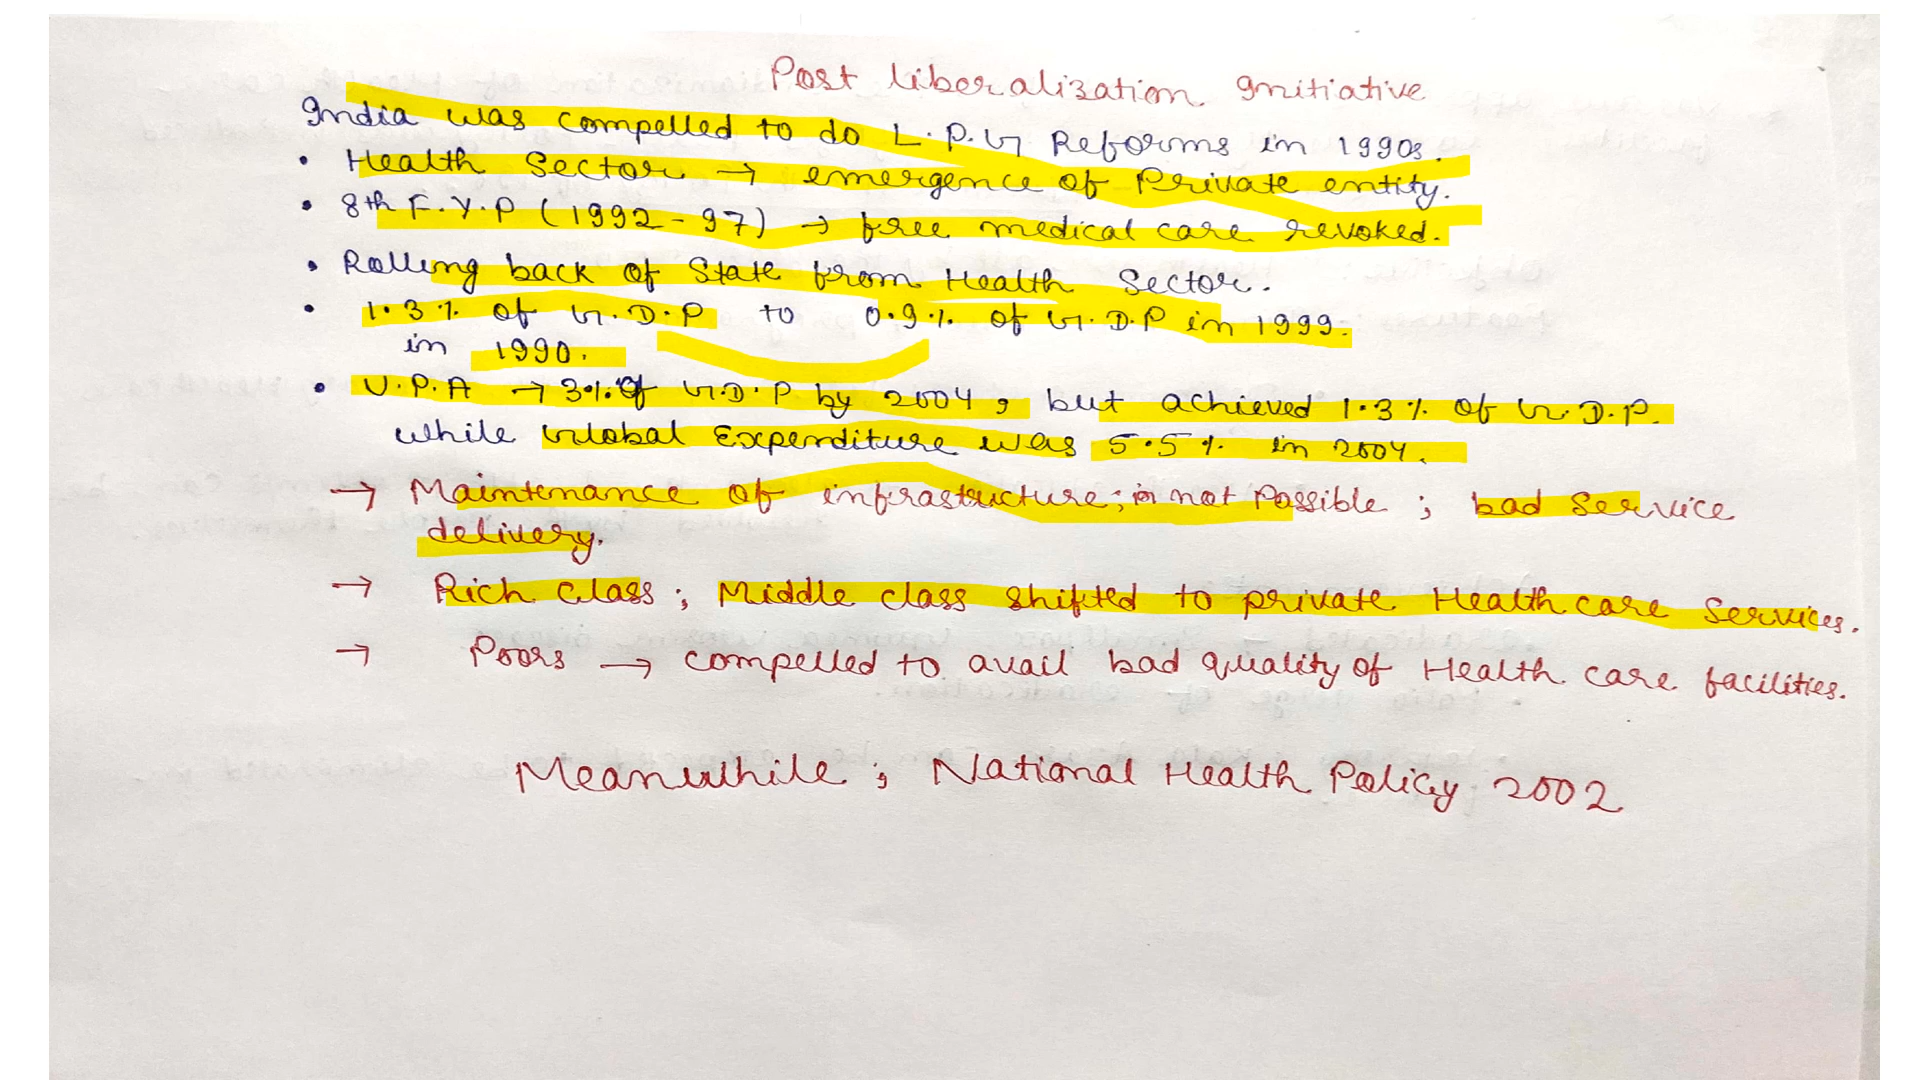 Post liberalization Initiative
India was compelled to do L.P.G Reforms in 1990s.
• Health Sector → emergence of Private entity.
• 8th F.Y.P (1992-97) → free medical care revoked.
• Rolling back of State from Health Sector.
• 1.3% of G.D.P to 0.9% of G.D.P in 1999.
in 1990.
• U.P.A → 3% of G.D.P by 2004, but achieved 1.3% of G.D.P.
while Global Expenditure was 5.5% in 2004.
→ Maintenance of infrastructure; is not Possible; bad Service
delivery.
→ Rich Class; Middle class shifted to private Healthcare Services.
→ Poors → compelled to avail bad quality of Health care facilities.
Meanwhile; National Health Policy 2002